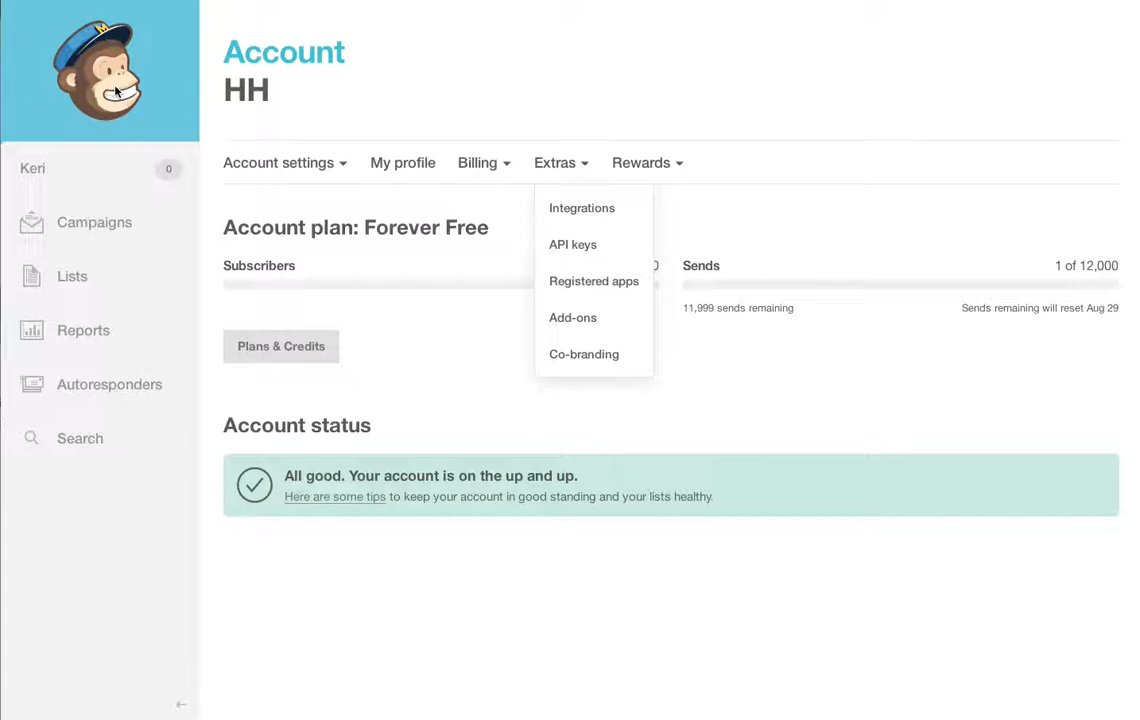 Account
HH
Keri 0
Campaigns
Lists
Reports
Autoresponders
Search
Account settings My profile Billing Extras Rewards
Integrations
API keys
Registered apps
Add-ons
Co-branding
Account plan: Forever Free
Subscribers 0
Sends 1 of 12,000
11,999 sends remaining Sends remaining will reset Aug 29
Plans & Credits
Account status
All good. Your account is on the up and up.
Here are some tips to keep your account in good standing and your lists healthy.